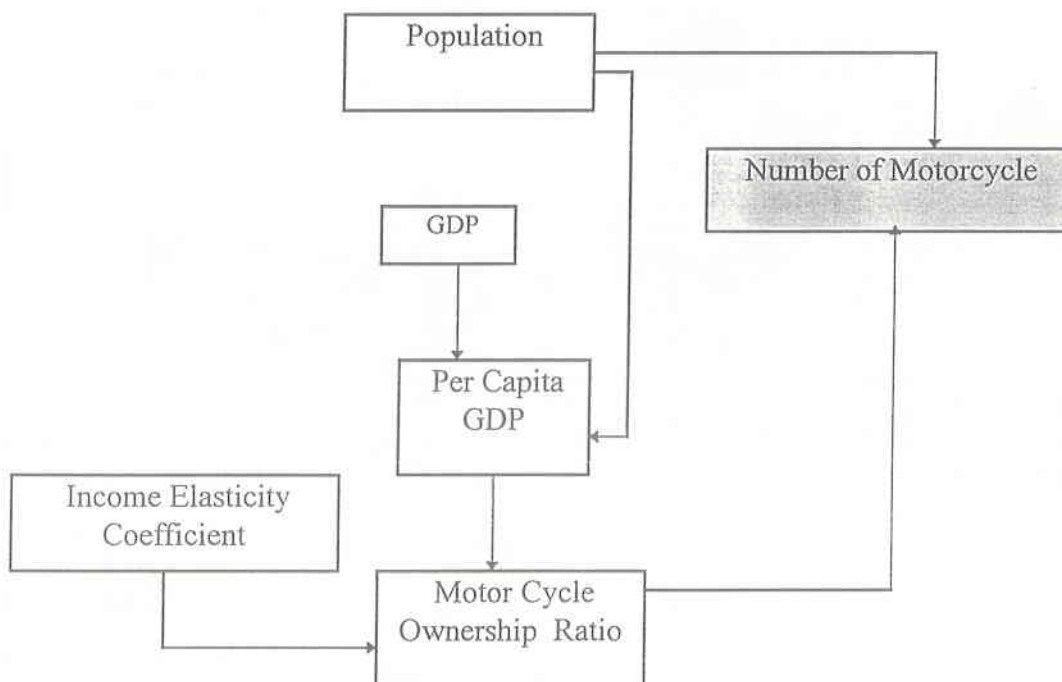 Population
Number of Motorcycle
GDP
Per Capita
GDP
Income Elasticity
Coefficient
Motor Cycle
Ownership Ratio